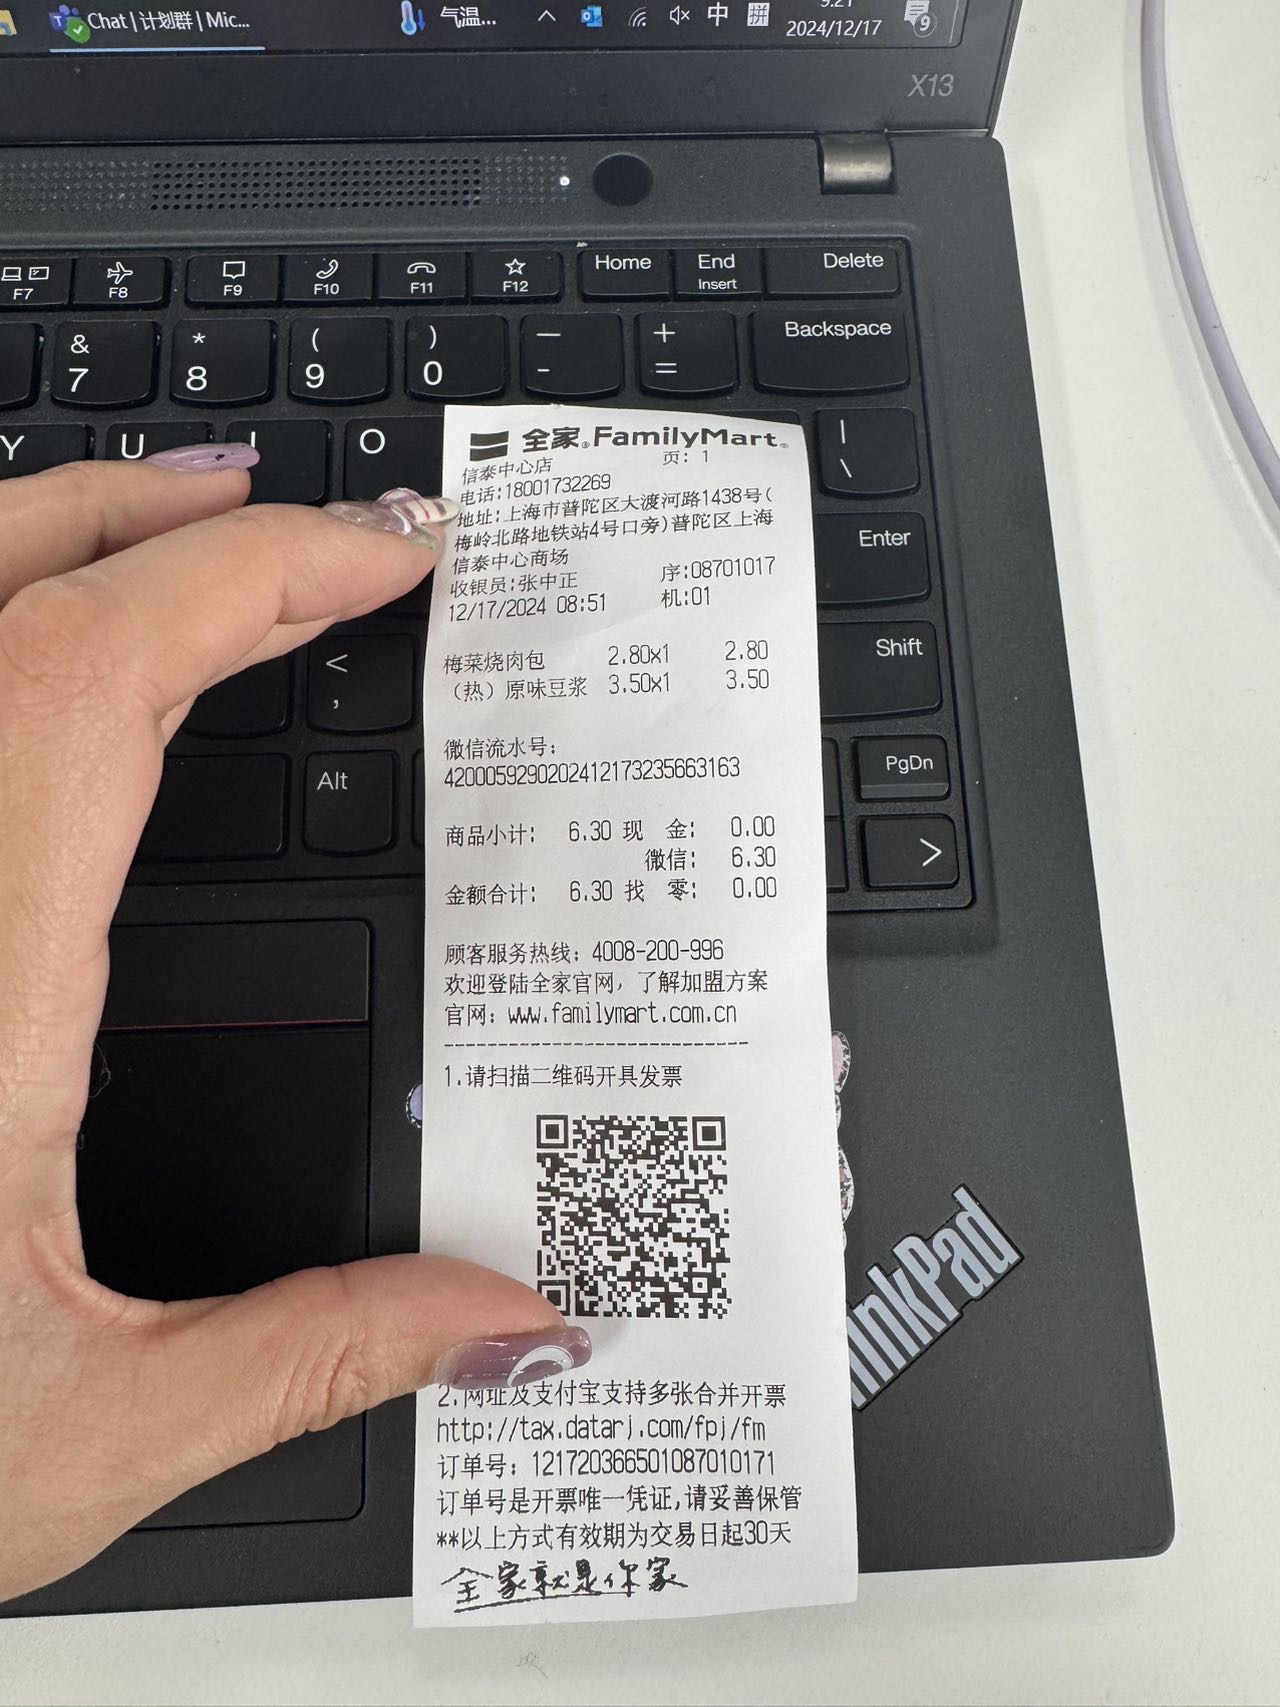 Chat | 计划群 | Mic...
气温...
中
拼
9:21
2024/12/17
9
X13
F7
F8
F9
F10
F11
F12
Home
End
Insert
Delete
&
7
*
8
(
9
)
0
—
-
+
=
Backspace
Y
U
I
O
|
\
Enter
<
,
Shift
Alt
PgDn
>
全家®FamilyMart®
信泰中心店 页: 1
电话:18001732269
地址:上海市普陀区大渡河路1438号(
梅岭北路地铁站4号口旁)普陀区上海
信泰中心商场
收银员:张中正 序:08701017
12/17/2024 08:51 机:01
梅菜烧肉包 2.80x1 2.80
(热)原味豆浆 3.50x1 3.50
微信流水号:
4200059290202412173235663163
商品小计: 6.30 现 金: 0.00
微信: 6.30
金额合计: 6.30 找 零: 0.00
顾客服务热线: 4008-200-996
欢迎登陆全家官网, 了解加盟方案
官网: www.familymart.com.cn
1.请扫描二维码开具发票
2.网址及支付宝支持多张合并开票
http://tax.datarj.com/fpj/fm
订单号: 121720366501087010171
订单号是开票唯一凭证,请妥善保管
**以上方式有效期为交易日起30天
全家就是你家
ThinkPad